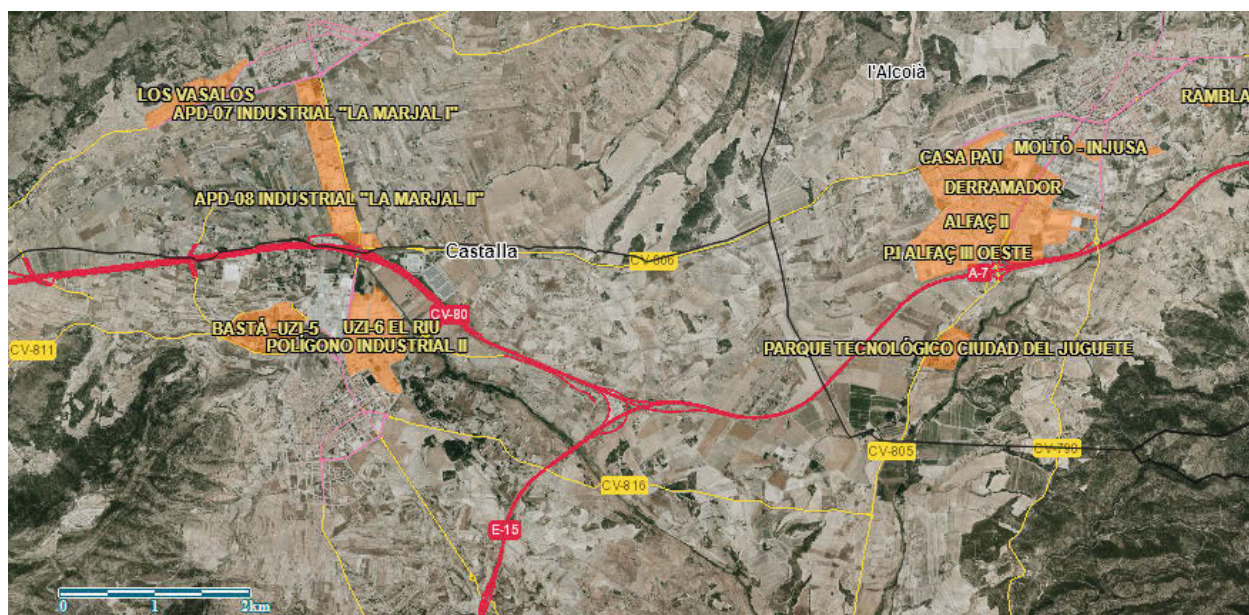 l'Alcoià
LOS VASALOS
RAMBLA
APD-07 INDUSTRIAL "LA MARJAL I"
MOLTÓ - INJUSA
CASA PAU
DERRAMADOR
APD-08 INDUSTRIAL "LA MARJAL II"
ALFAÇ II
Castalla
PJ ALFAÇ III OESTE
CV-806
A-7
CV-80
BASTÁ -UZI-5
UZI-6 EL RIU
POLÍGONO INDUSTRIAL II
PARQUE TECNOLÓGICO CIUDAD DEL JUGUETE
CV-811
CV-805
CV-790
CV-816
E-15
0 1 2km